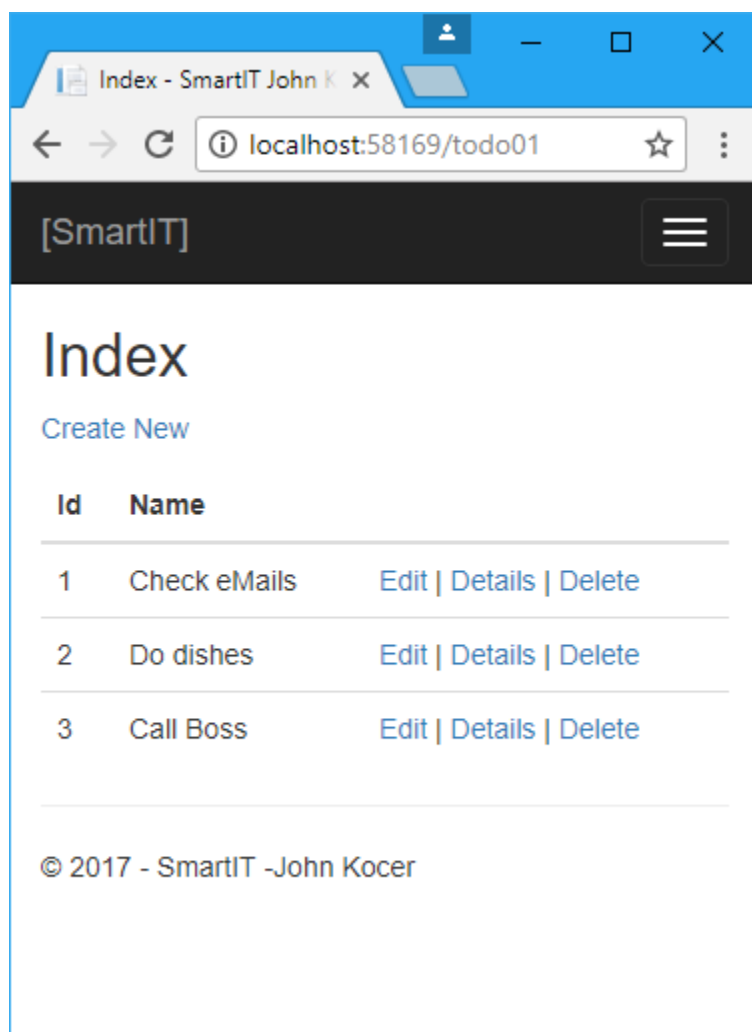 Index - SmartIT John K
localhost:58169/todo01
[SmartIT]
Index
Create New
Id Name
1 Check eMails Edit | Details | Delete
2 Do dishes Edit | Details | Delete
3 Call Boss Edit | Details | Delete
© 2017 - SmartIT -John Kocer